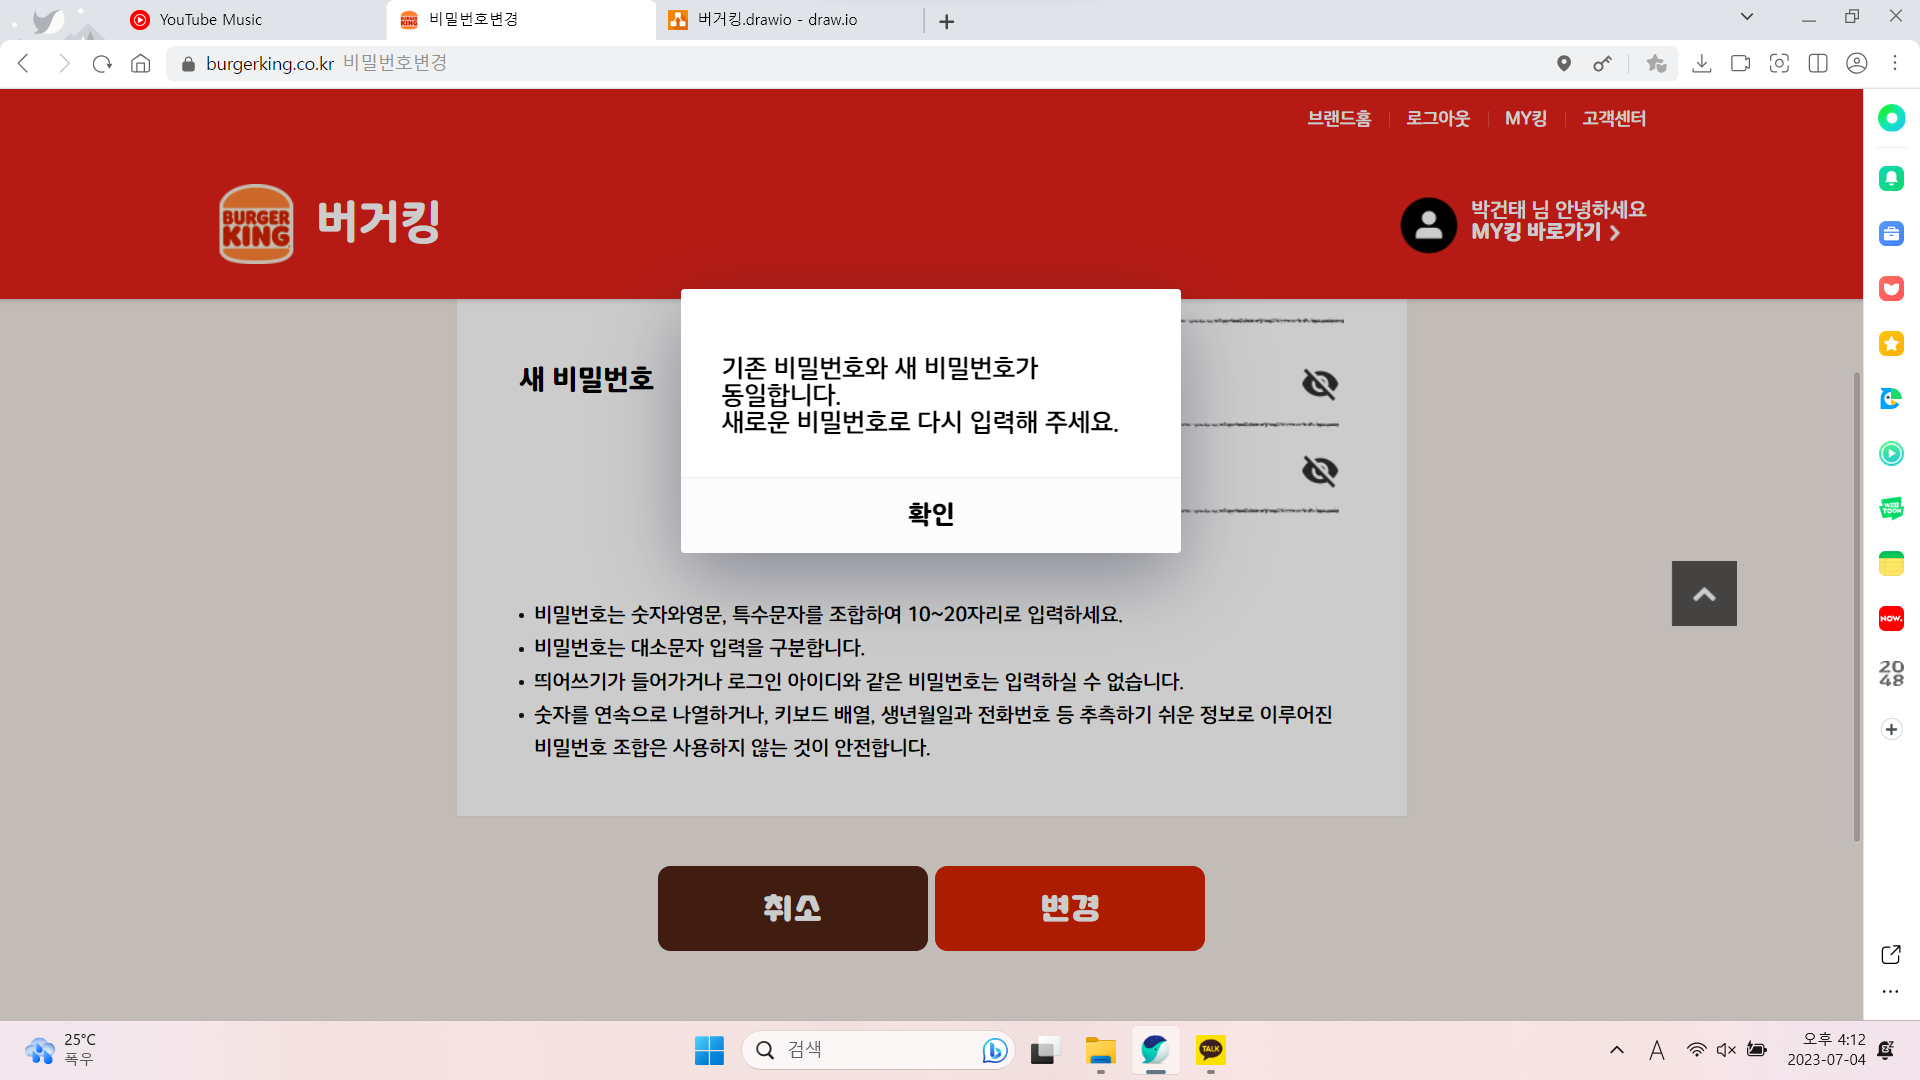 YouTube Music
비밀번호변경
버거킹.drawio - draw.io
burgerking.co.kr 비밀번호변경
브랜드홈
로그아웃
MY킹
고객센터
BURGER
KING
버거킹
박건태 님 안녕하세요
MY킹 바로가기
기존 비밀번호와 새 비밀번호가
동일합니다.
새로운 비밀번호로 다시 입력해 주세요.
확인
새 비밀번호
• 비밀번호는 숫자와영문, 특수문자를 조합하여 10~20자리로 입력하세요.
• 비밀번호는 대소문자 입력을 구분합니다.
• 띄어쓰기가 들어가거나 로그인 아이디와 같은 비밀번호는 입력하실 수 없습니다.
• 숫자를 연속으로 나열하거나, 키보드 배열, 생년월일과 전화번호 등 추측하기 쉬운 정보로 이루어진
비밀번호 조합은 사용하지 않는 것이 안전합니다.
취소
변경
WEB
TOON
NOW.
20
48
25°C
폭우
검색
TALK
A
오후 4:12
2023-07-04